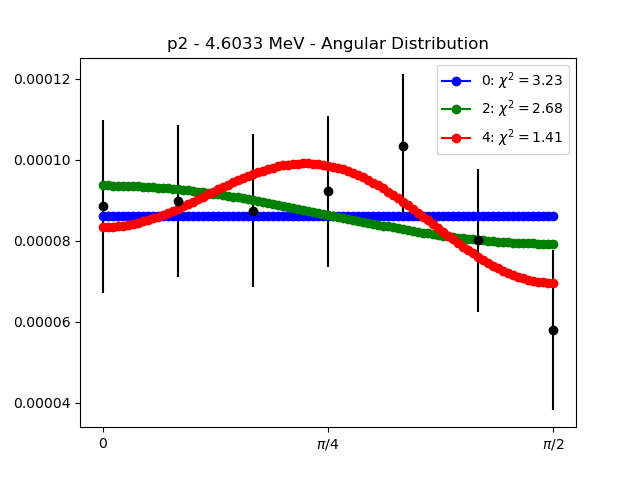 p2 - 4.6033 MeV - Angular Distribution
0.00012
0.00010
0.00008
0.00006
0.00004
0: χ² = 3.23
2: χ² = 2.68
4: χ² = 1.41
0
π/4
π/2